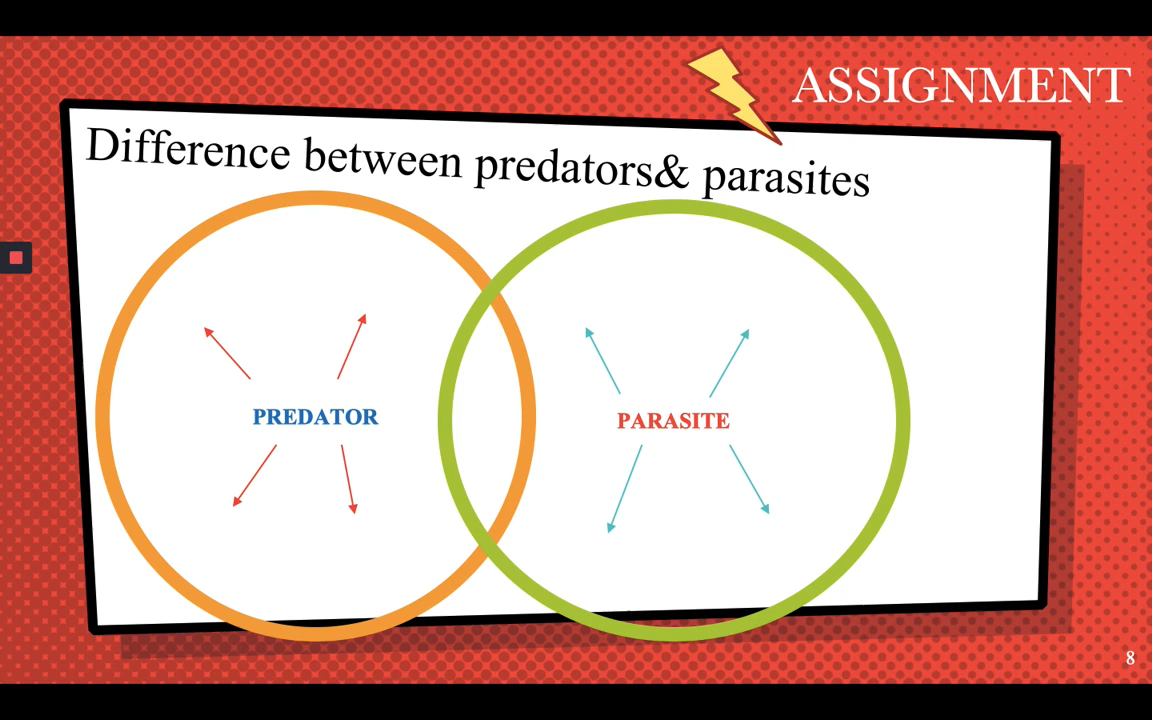 ASSIGNMENT
Difference between predators& parasites
PREDATOR
PARASITE
8